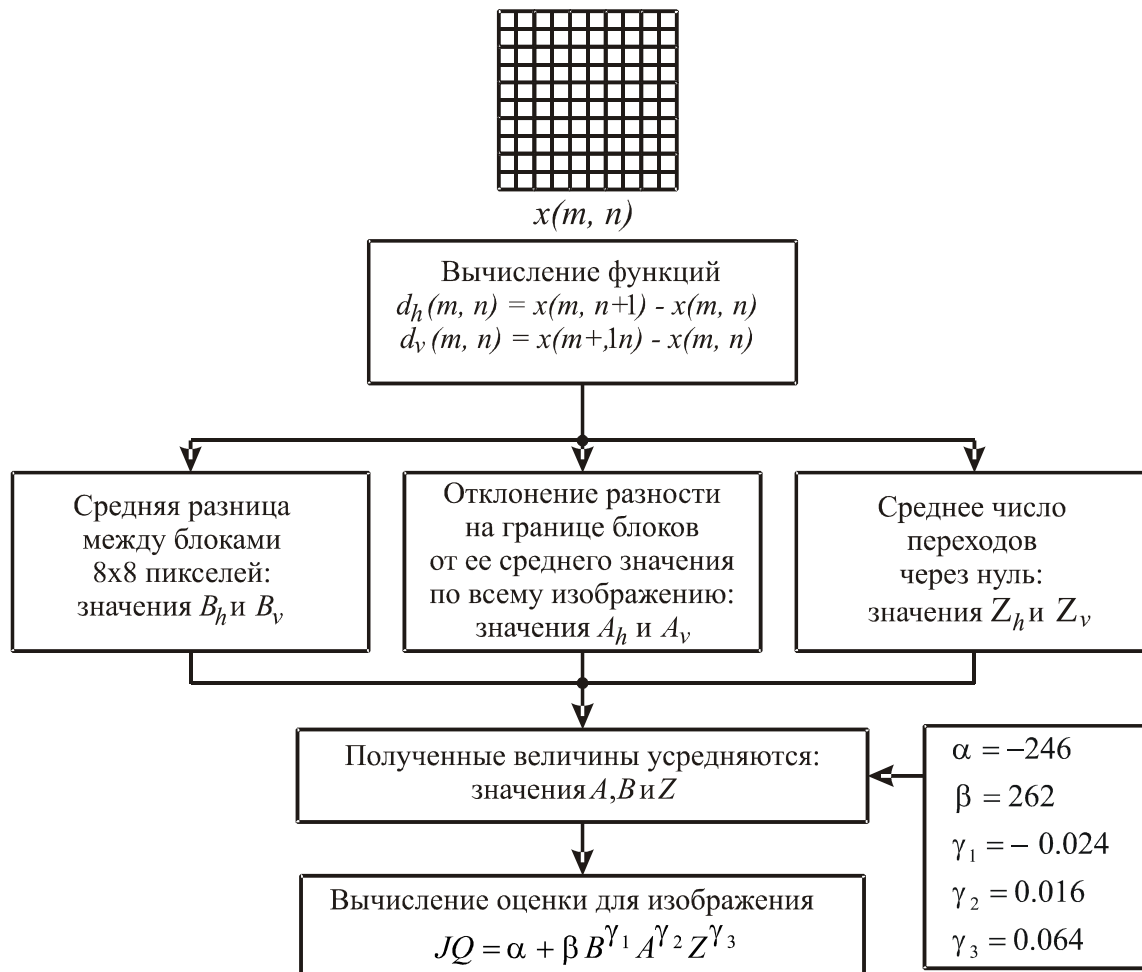 x(m, n)
Вычисление функций
d_h(m, n) = x(m, n+1) - x(m, n)
d_v(m, n) = x(m+,1n) - x(m, n)
Средняя разница
между блоками
8x8 пикселей:
значения B_h и B_v
Отклонение разности
на границе блоков
от ее среднего значения
по всему изображению:
значения A_h и A_v
Среднее число
переходов
через нуль:
значения Z_h и Z_v
Полученные величины усредняются:
значения A,B и Z
α = −246
β = 262
γ₁ = − 0.024
γ₂ = 0.016
γ₃ = 0.064
Вычисление оценки для изображения
JQ = α + β B^γ₁ A^γ₂ Z^γ₃